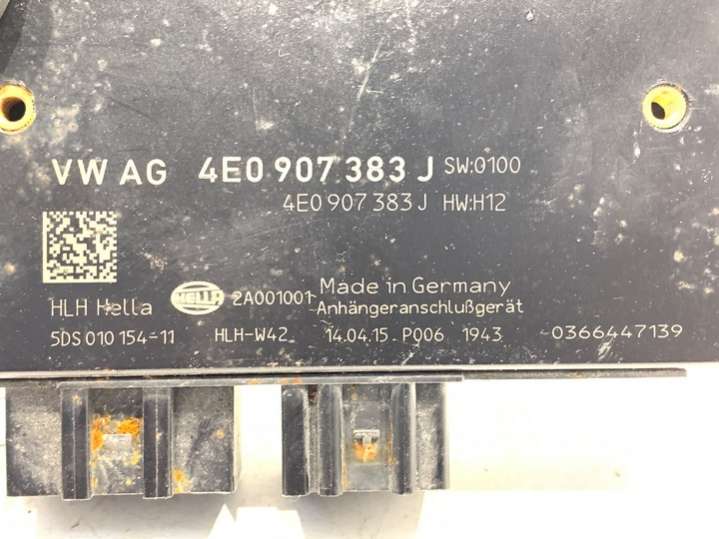 VW AG 4E0 907 383 J SW:0100
4E0 907 383 J HW:H12
HELLA 2A001001 Made in Germany
HLH Hella Anhängeranschlußgerät
5DS 010 154-11 HLH-W42 14.04.15 P006 1943 0366447139